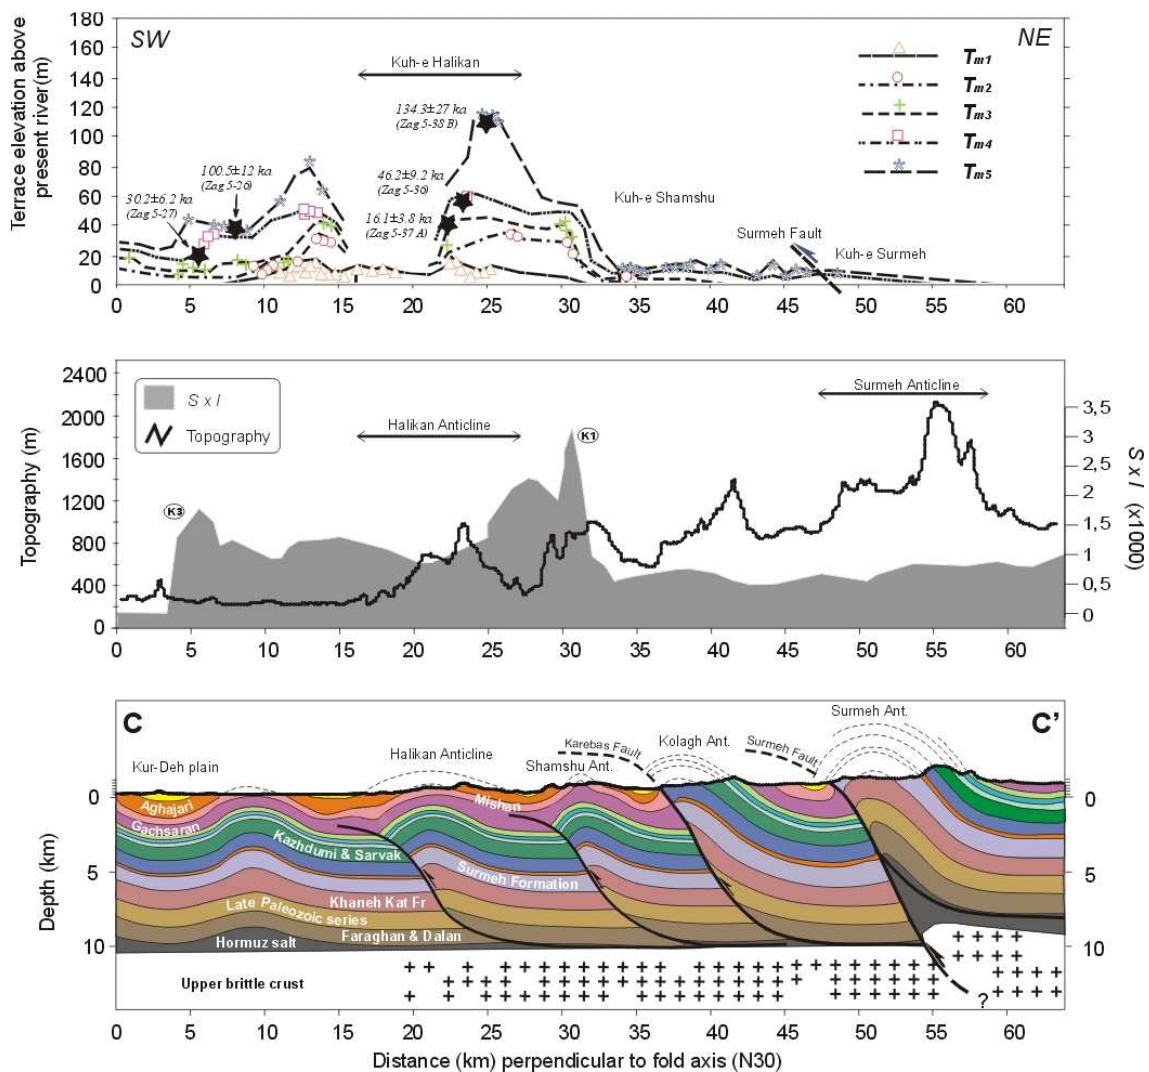 SW
NE
Terrace elevation above
present river(m)
180
160
140
120
100
80
60
40
20
0
Kuh-e Halikan
134.3±27 ka
(Zag 5-38 B)
100.5±12 ka
(Zag 5-26)
30.2±6.2 ka
(Zag 5-27)
46.2±9.2 ka
(Zag 5-36)
16.1±3.8 ka
(Zag 5-37 A)
Kuh-e Shamshu
Surmeh Fault
Kuh-e Surmeh
Tm1
Tm2
Tm3
Tm4
Tm5
0 5 10 15 20 25 30 35 40 45 50 55 60
Topography (m)
2400
2000
1600
1200
800
400
0
S x I
Topography
K3
Halikan Anticline
K1
Surmeh Anticline
3,5
3
2,5
2
1,5
1
0,5
0
S x I (x1000)
0 5 10 15 20 25 30 35 40 45 50 55 60
C
C'
Kur-Deh plain
Halikan Anticline
Karebas Fault
Shamshu Ant.
Kolagh Ant.
Surmeh Fault
Surmeh Ant.
Depth (km)
0
5
10
0
5
10
Aghajari
Gachsaran
Mishan
Kazhdumi & Sarvak
Surmeh Formation
Khaneh Kat Fr
Late Paleozoic series
Faraghan & Dalan
Hormuz salt
Upper brittle crust
?
0 5 10 15 20 25 30 35 40 45 50 55 60
Distance (km) perpendicular to fold axis (N30)